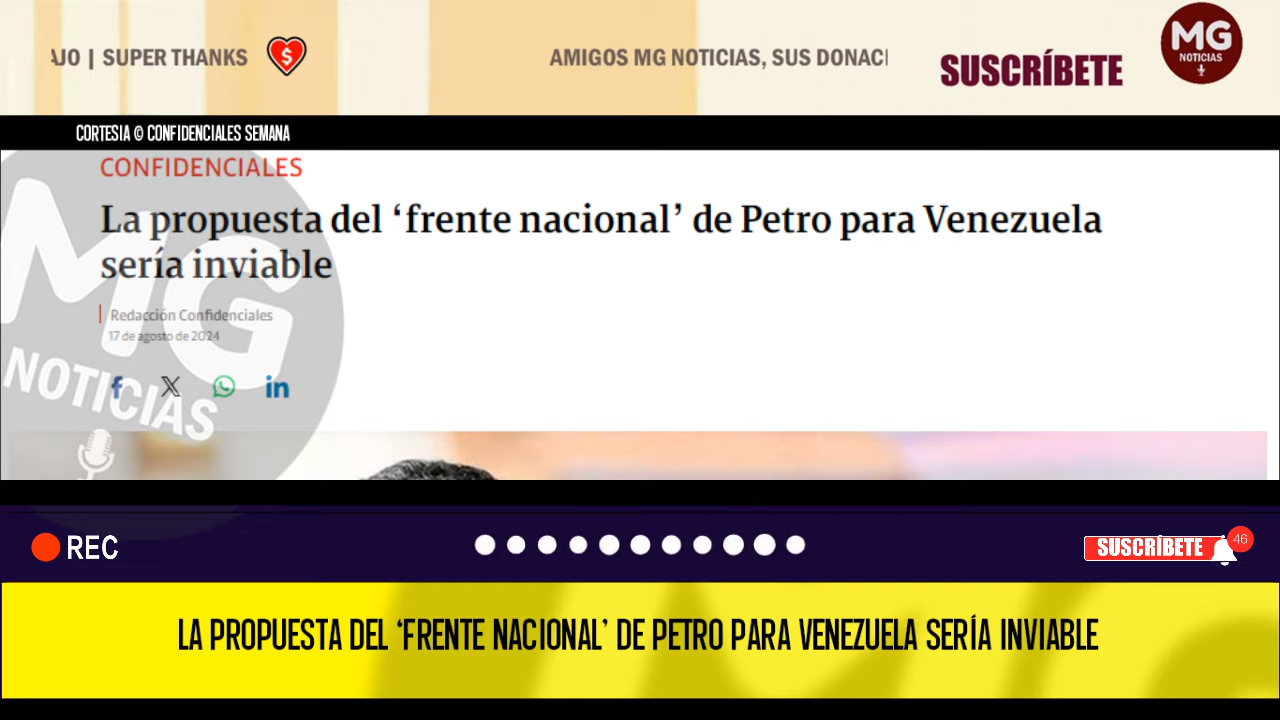 AJO | SUPER THANKS
$
AMIGOS MG NOTICIAS, SUS DONACI
SUSCRÍBETE
MG
NOTICIAS
CORTESIA © CONFIDENCIALES SEMANA
CONFIDENCIALES
La propuesta del ‘frente nacional’ de Petro para Venezuela
sería inviable
Redacción Confidenciales
17 de agosto de 2024
f X in
MG
NOTICIAS
REC
SUSCRÍBETE
46
LA PROPUESTA DEL ‘FRENTE NACIONAL’ DE PETRO PARA VENEZUELA SERÍA INVIABLE